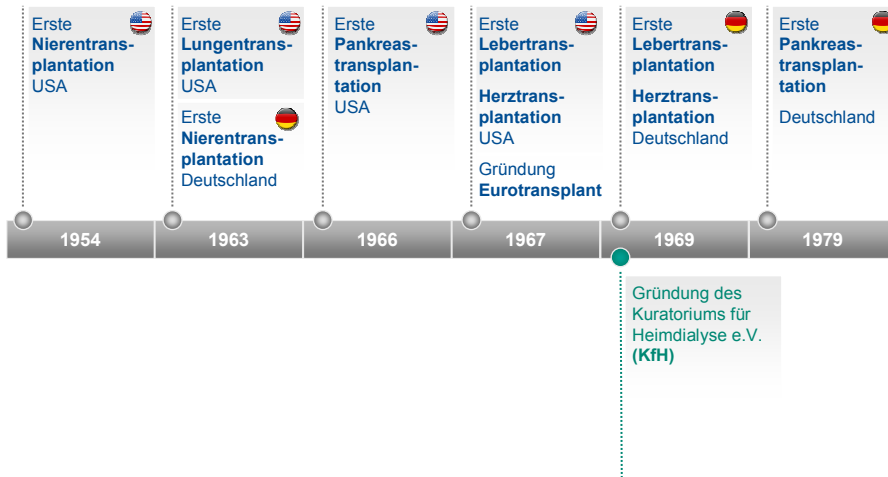 Erste
Nierentrans-
plantation
USA
Erste
Lungentrans-
plantation
USA
Erste
Nierentrans-
plantation
Deutschland
Erste
Pankreas-
transplan-
tation
USA
Erste
Lebertrans-
plantation
Herztrans-
plantation
USA
Gründung
Eurotransplant
Erste
Lebertrans-
plantation
Herztrans-
plantation
Deutschland
Erste
Pankreas-
transplan-
tation
Deutschland
1954
1963
1966
1967
1969
1979
Gründung des
Kuratoriums für
Heimdialyse e.V.
(KfH)